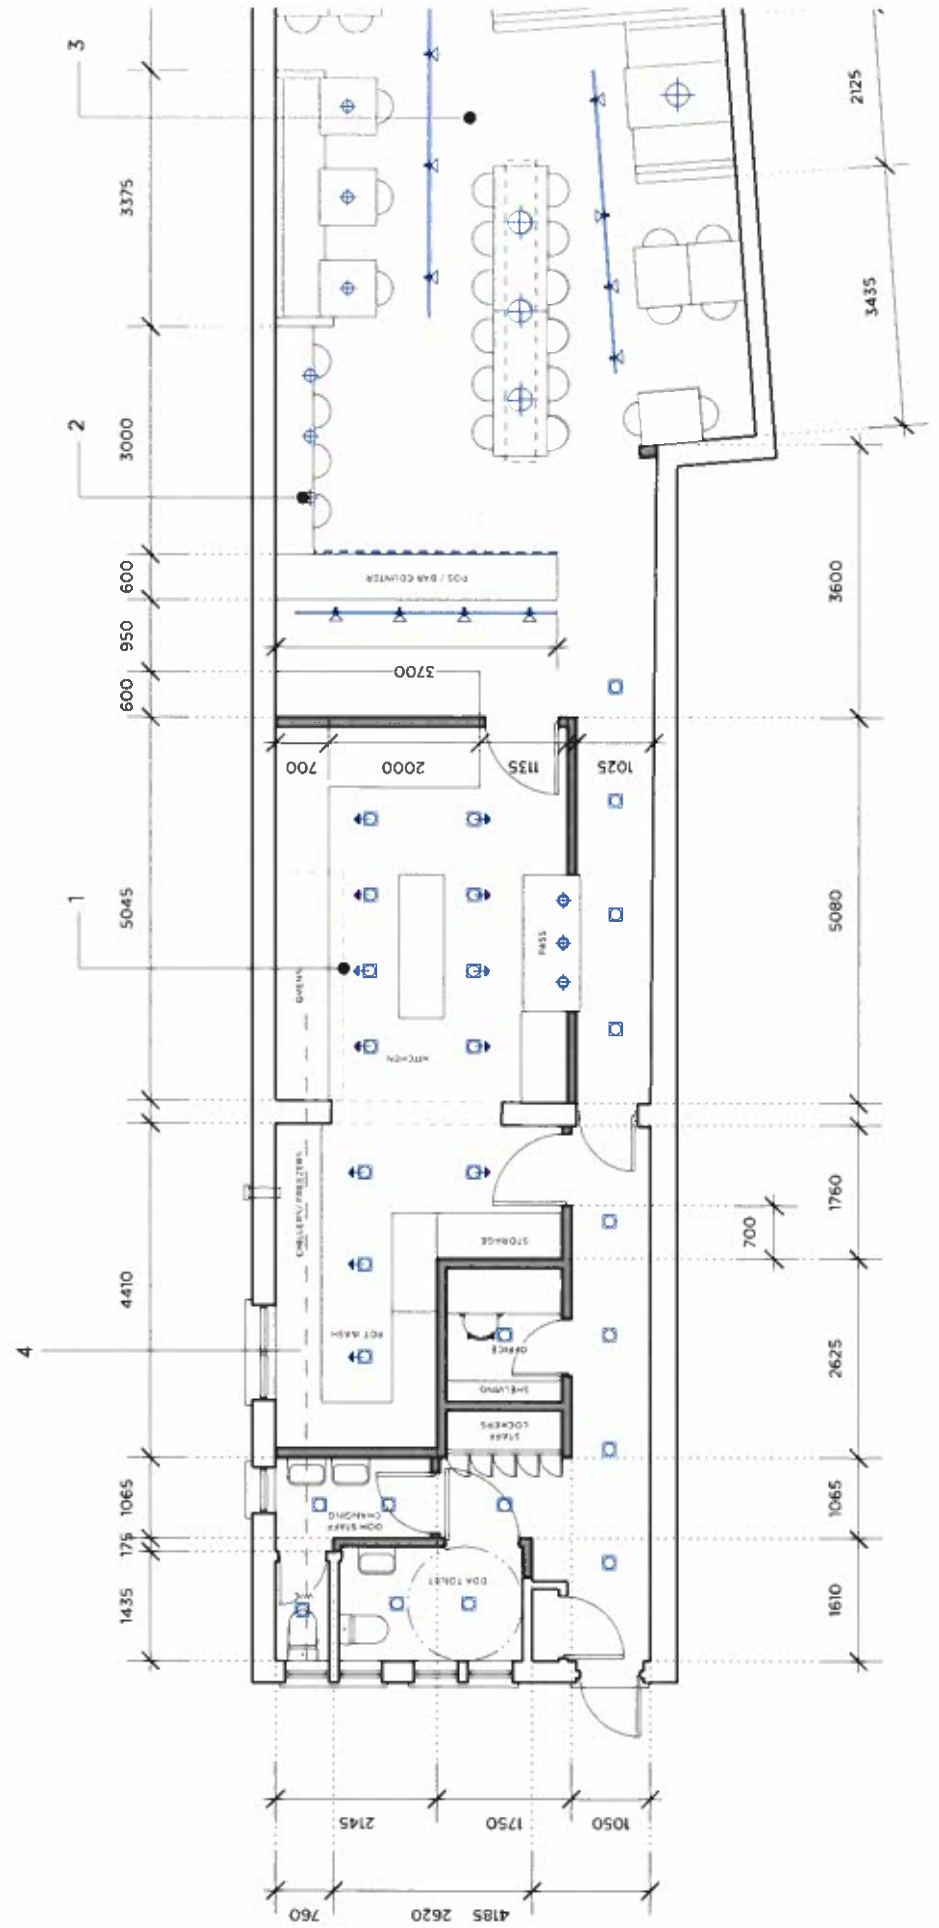 3
2125
3375
3435
2
3000
600
POS / BAR COUNTER
3600
950
3700
600
700
2000
1135
1025
1
5045
5080
OVENS
PASS
KITCHEN
CHILLERS/FREEZERS
1760
700
STORAGE
4410
4
POT WASH
OFFICE
2625
SHELVING
STAFF
LOCKERS
1065
1065
OOH STAFF
CHANGING
175
DDA TOILET
1435
1610
2145
1750
1050
760
2620
4185